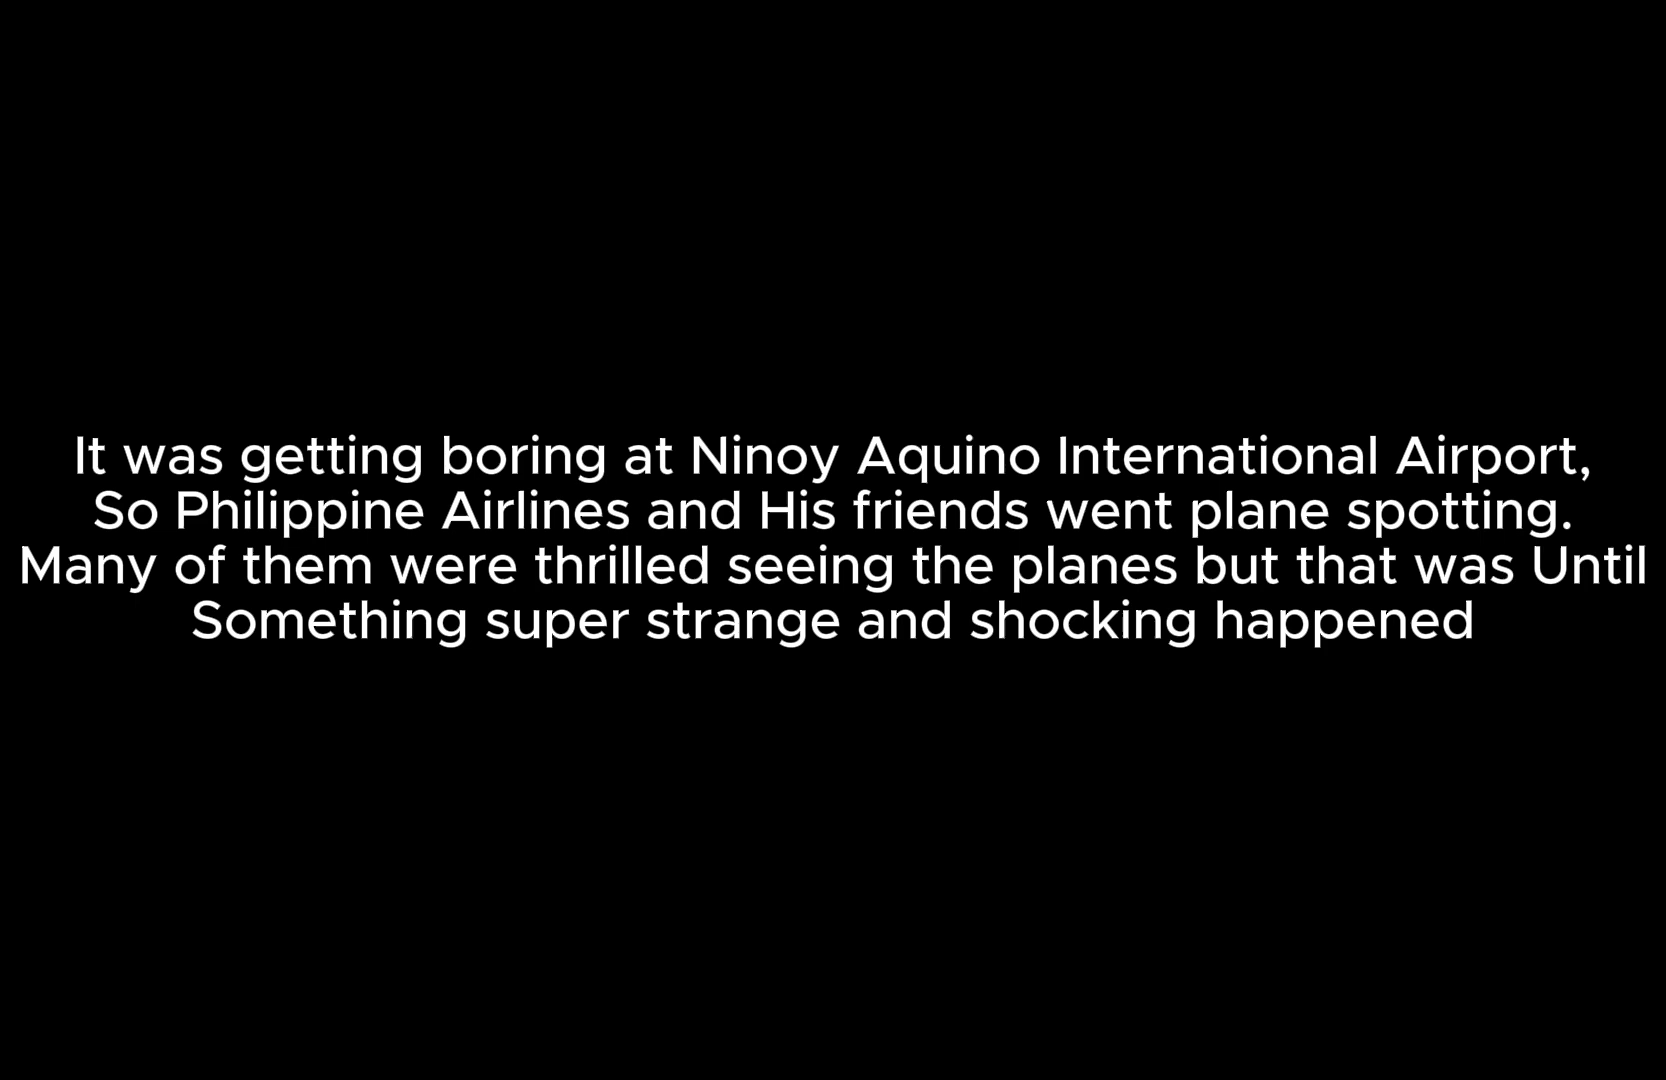 It was getting boring at Ninoy Aquino International Airport,
So Philippine Airlines and His friends went plane spotting.
Many of them were thrilled seeing the planes but that was Until
Something super strange and shocking happened